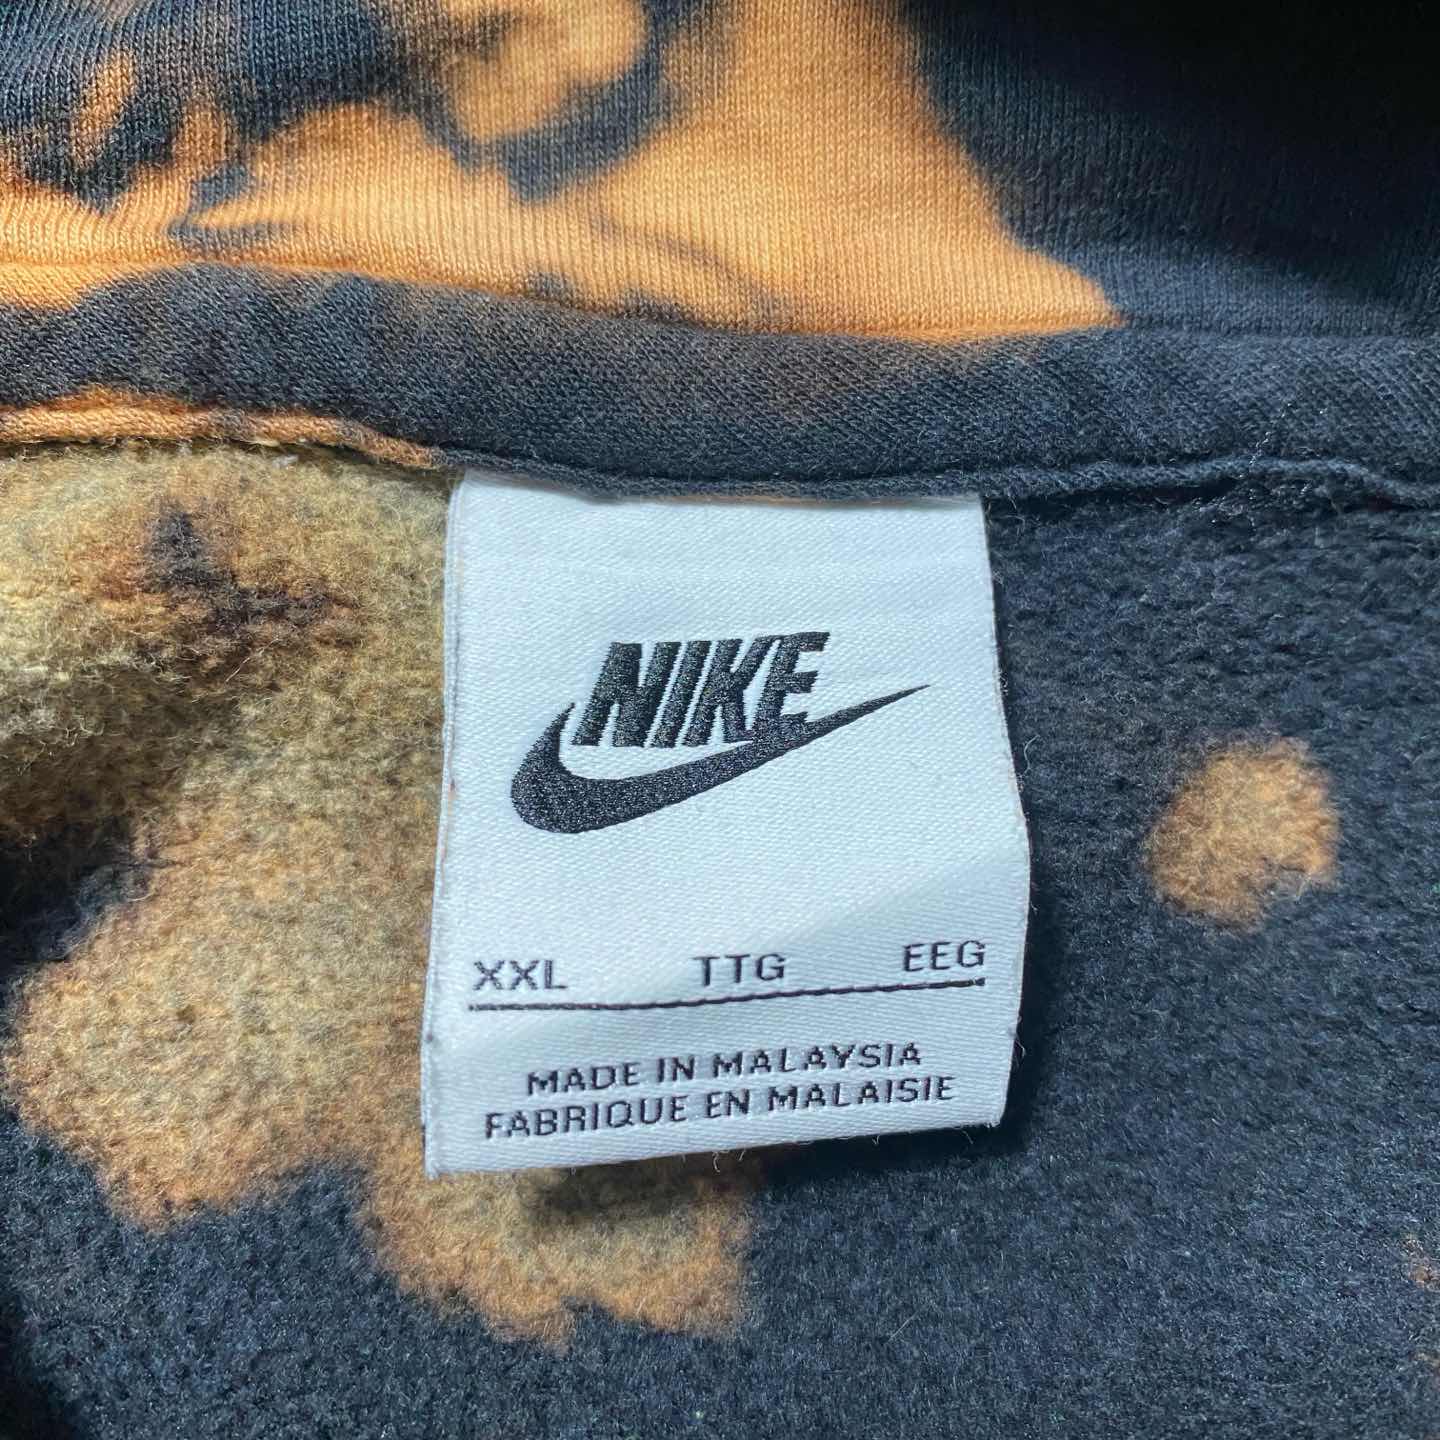 NIKE
XXL TTG EEG
MADE IN MALAYSIA
FABRIQUE EN MALAISIE